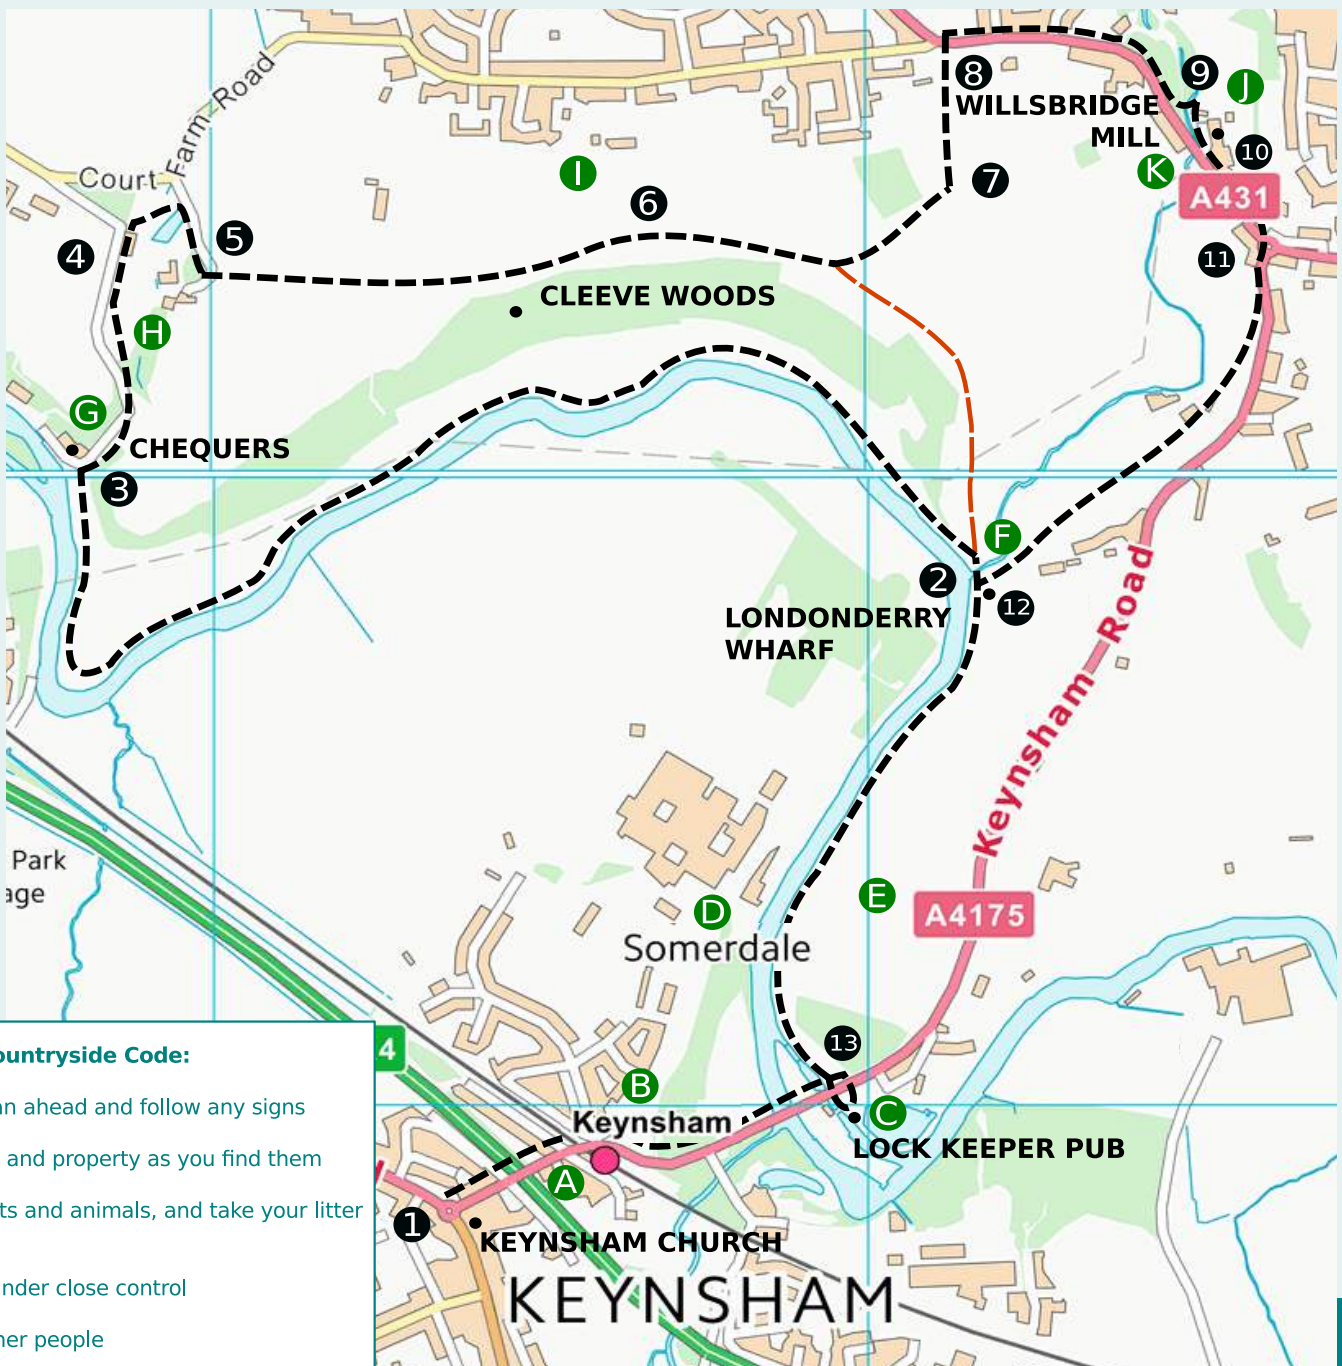 Court Farm Road
8
9
J
WILLSBRIDGE
MILL
10
K
I
7
A431
6
5
4
11
CLEEVE WOODS
H
G
CHEQUERS
3
F
2
12
LONDONDERRY
WHARF
Keynsham Road
Park
age
E
D
A4175
Somerdale
13
4
B
C
Keynsham
LOCK KEEPER PUB
A
1
KEYNSHAM CHURCH
KEYNSHAM
ountryside Code:
an ahead and follow any signs
and property as you find them
ts and animals, and take your litter
nder close control
her people